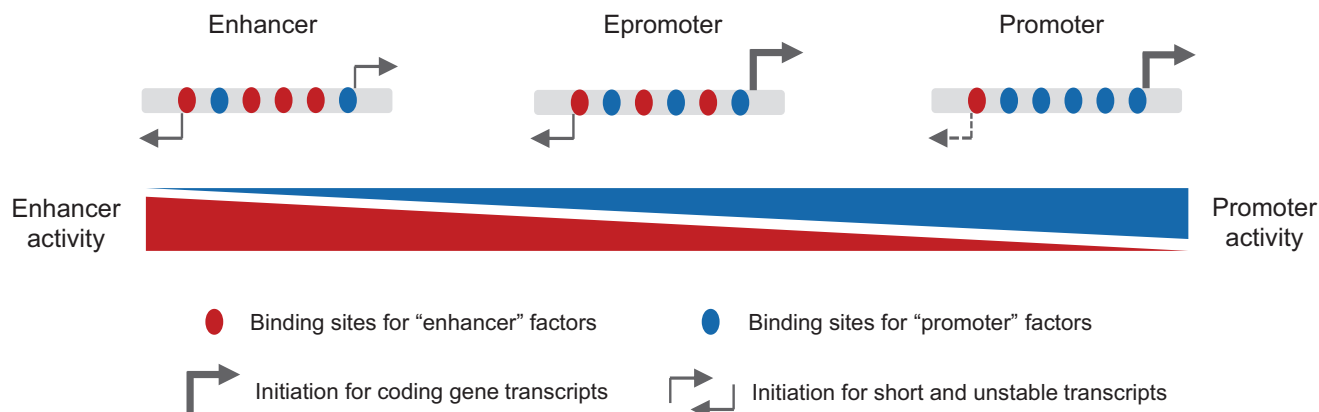 Enhancer
Epromoter
Promoter
Enhancer
activity
Promoter
activity
Binding sites for “enhancer” factors
Binding sites for “promoter” factors
Initiation for coding gene transcripts
Initiation for short and unstable transcripts